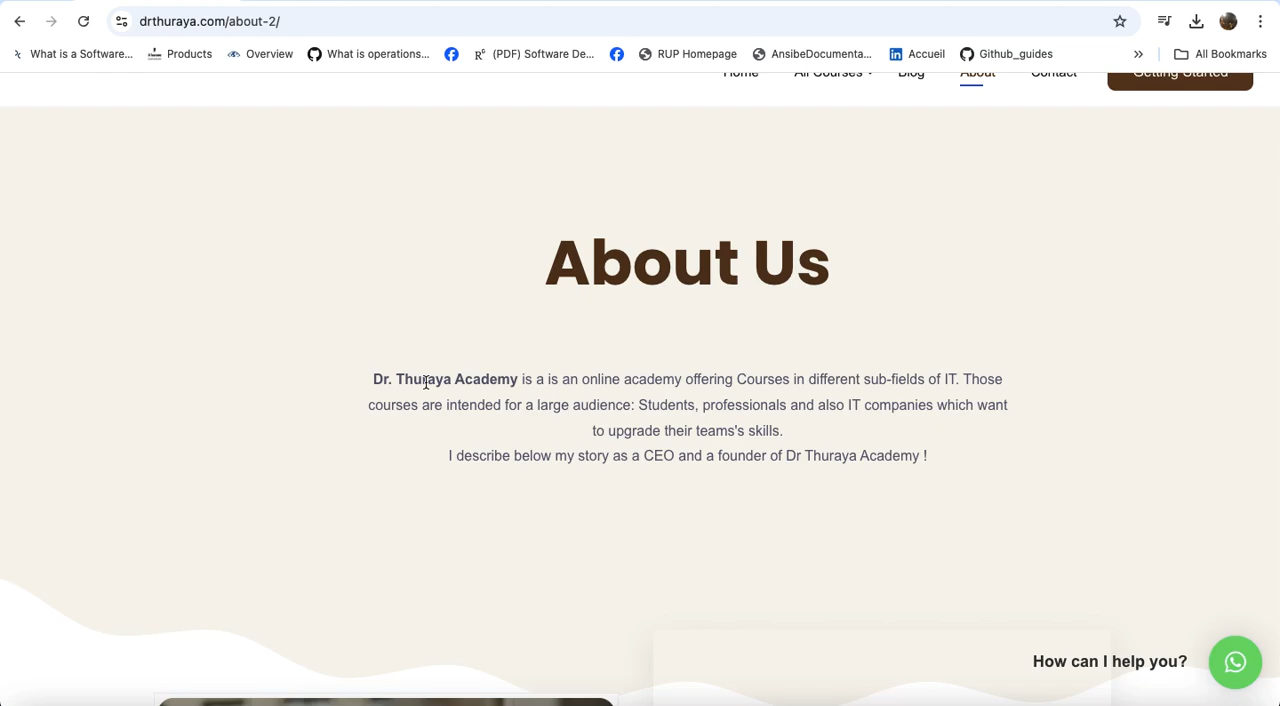 drthuraya.com/about-2/
What is a Software... Products Overview What is operations... (PDF) Software De... RUP Homepage AnsibeDocumenta... Accueil Github_guides » All Bookmarks
Home All Courses Blog About Contact Getting Started
About Us
Dr. Thuraya Academy is a is an online academy offering Courses in different sub-fields of IT. Those
courses are intended for a large audience: Students, professionals and also IT companies which want
to upgrade their teams's skills.
I describe below my story as a CEO and a founder of Dr Thuraya Academy !
How can I help you?